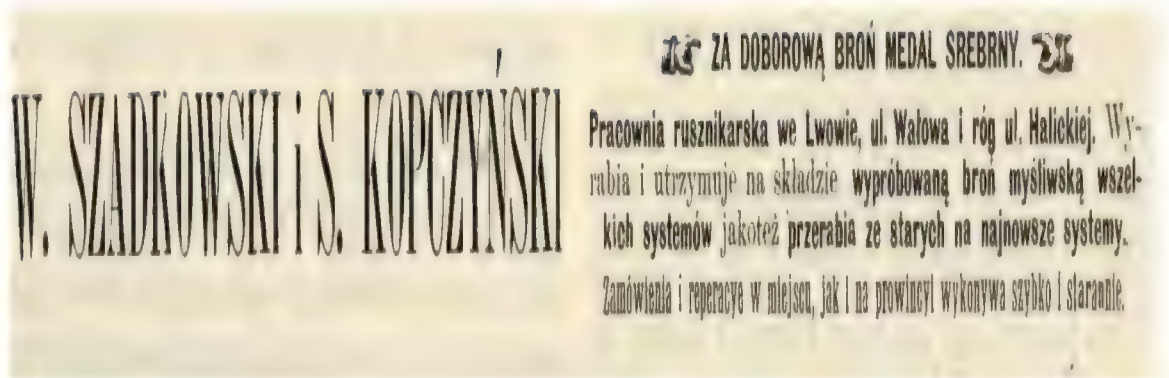 W. SZADKOWSKI i S. KOPCZYŃSKI
ZA DOBOROWĄ BROŃ MEDAL SREBRNY.
Pracownia rusznikarska we Lwowie, ul. Wałowa i róg ul. Halickiej. Wy-
rabia i utrzymuje na składzie wypróbowaną broń myśliwską wszel-
kich systemów jakoteż przerabia ze starych na najnowsze systemy.
Zamówienia i reperacye w miejscu, jak i na prowincyi wykonywa szybko i starannie.